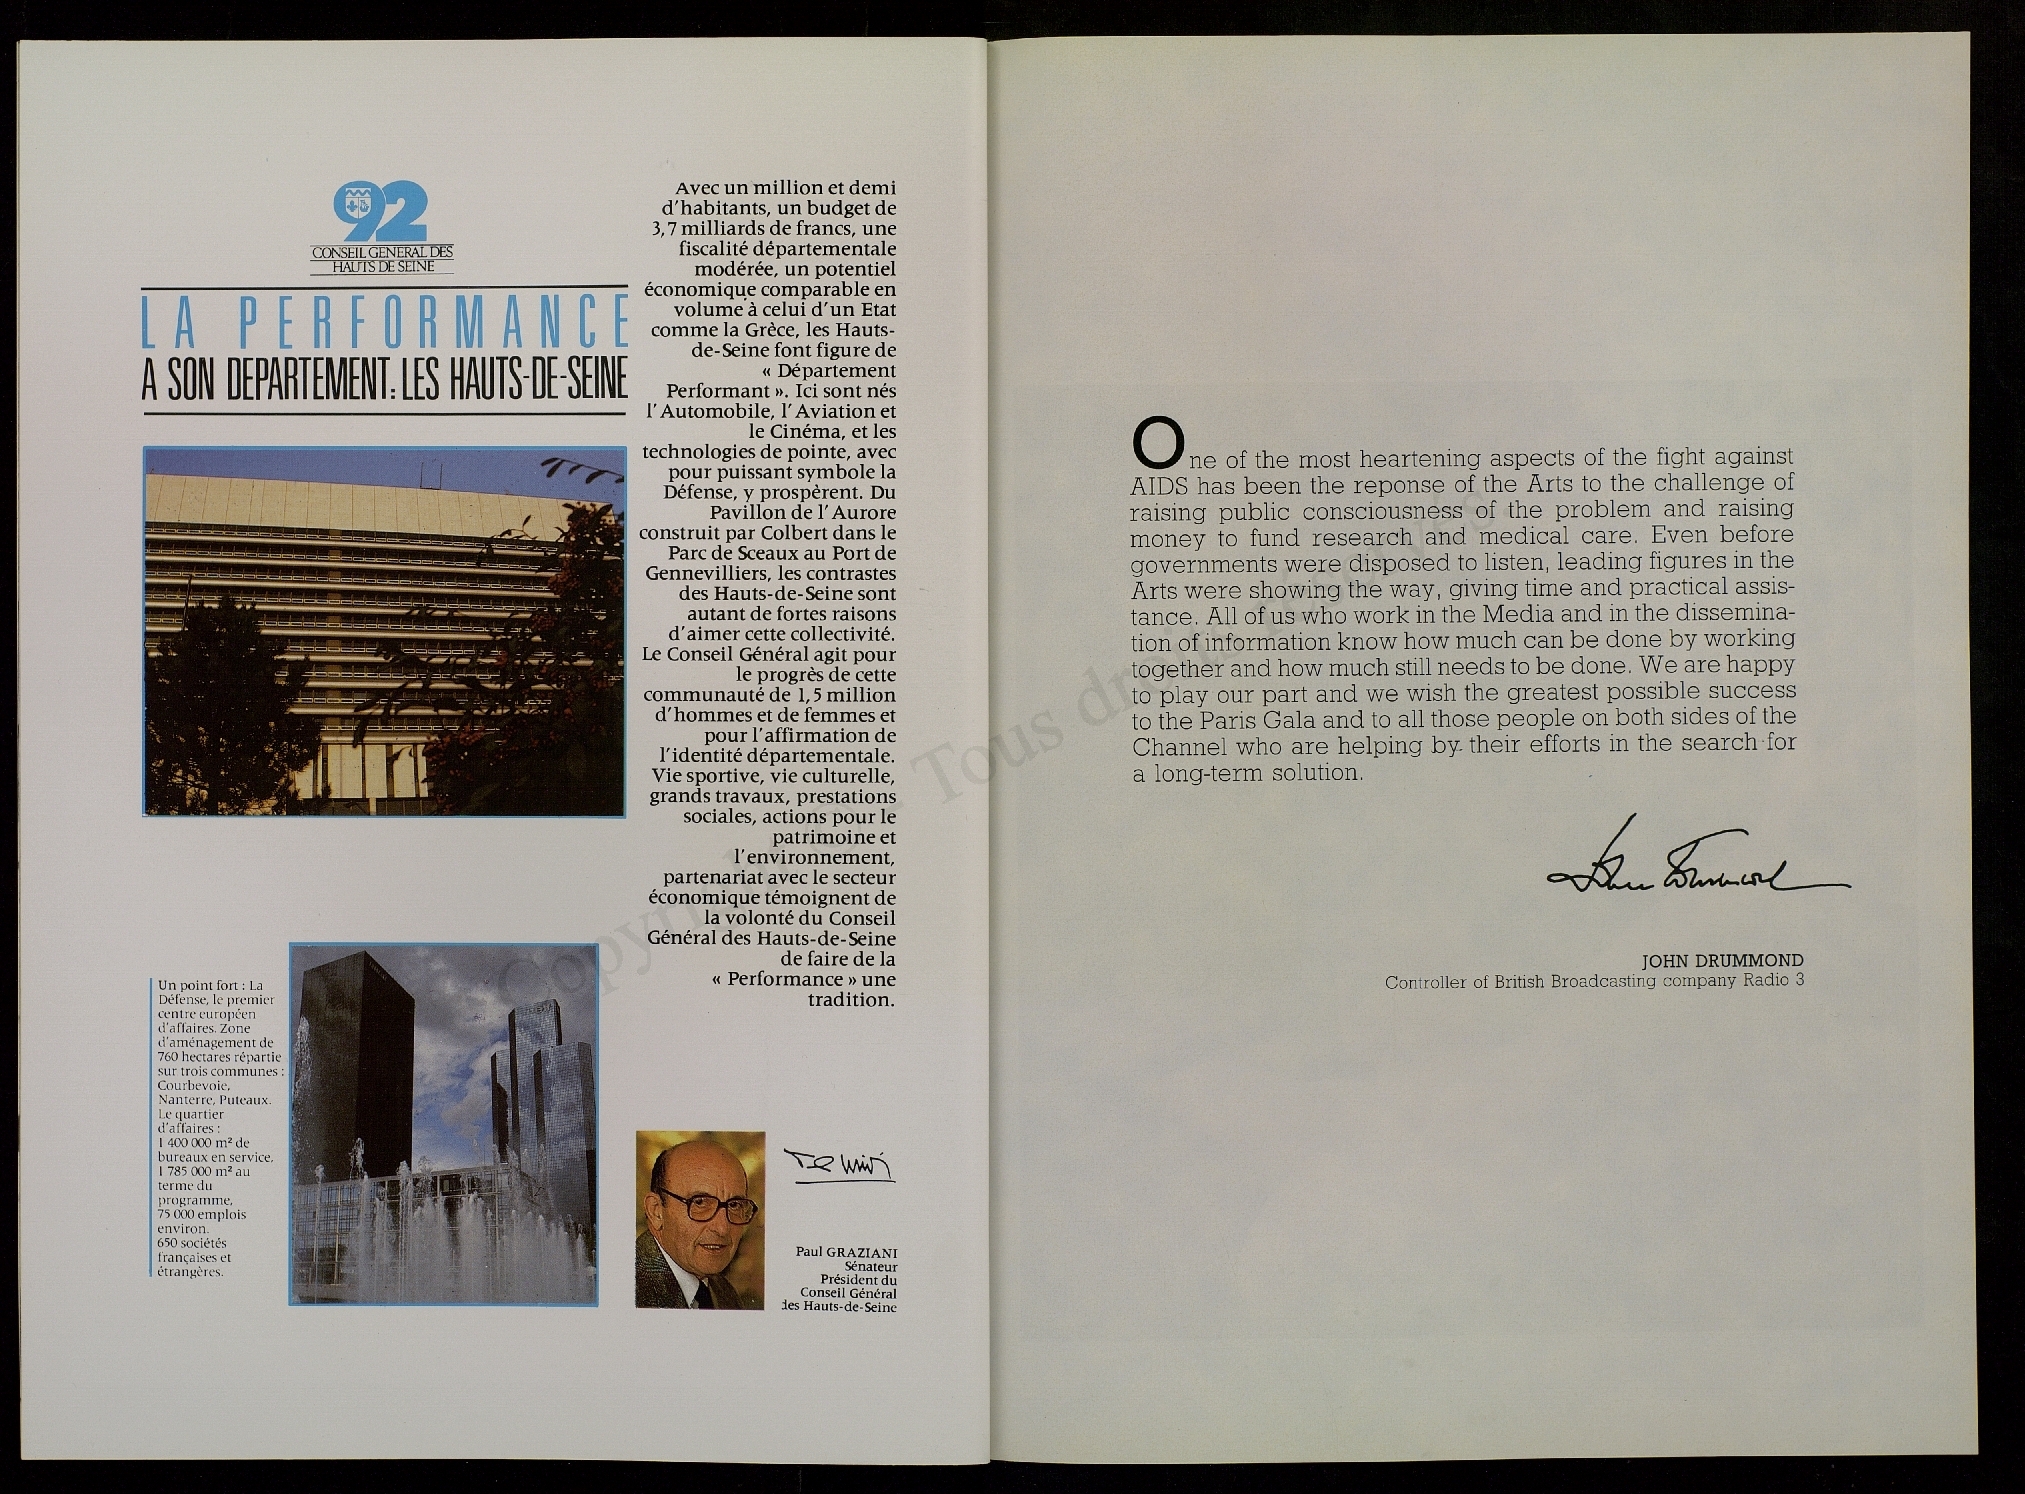 92
CONSEIL GENERAL DES
HAUTS DE SEINE
LA PERFORMANCE
A SON DEPARTEMENT: LES HAUTS-DE-SEINE
Avec un million et demi
d'habitants, un budget de
3,7 milliards de francs, une
fiscalité départementale
modérée, un potentiel
économique comparable en
volume à celui d'un Etat
comme la Grèce, les Hauts-
de-Seine font figure de
« Département
Performant ». Ici sont nés
l'Automobile, l'Aviation et
le Cinéma, et les
technologies de pointe, avec
pour puissant symbole la
Défense, y prospèrent. Du
Pavillon de l'Aurore
construit par Colbert dans le
Parc de Sceaux au Port de
Gennevilliers, les contrastes
des Hauts-de-Seine sont
autant de fortes raisons
d'aimer cette collectivité.
Le Conseil Général agit pour
le progrès de cette
communauté de 1,5 million
d'hommes et de femmes et
pour l'affirmation de
l'identité départementale.
Vie sportive, vie culturelle,
grands travaux, prestations
sociales, actions pour le
patrimoine et
l'environnement,
partenariat avec le secteur
économique témoignent de
la volonté du Conseil
Général des Hauts-de-Seine
de faire de la
« Performance » une
tradition.
Un point fort : La
Défense, le premier
centre européen
d'affaires. Zone
d'aménagement de
760 hectares répartie
sur trois communes :
Courbevoie,
Nanterre, Puteaux.
Le quartier
d'affaires :
1 400 000 m² de
bureaux en service,
1 785 000 m² au
terme du
programme,
75 000 emplois
environ.
650 sociétés
françaises et
étrangères.
Paul GRAZIANI
Sénateur
Président du
Conseil Général
des Hauts-de-Seine
One of the most heartening aspects of the fight against
AIDS has been the reponse of the Arts to the challenge of
raising public consciousness of the problem and raising
money to fund research and medical care. Even before
governments were disposed to listen, leading figures in the
Arts were showing the way, giving time and practical assis-
tance. All of us who work in the Media and in the dissemina-
tion of information know how much can be done by working
together and how much still needs to be done. We are happy
to play our part and we wish the greatest possible success
to the Paris Gala and to all those people on both sides of the
Channel who are helping by their efforts in the search for
a long-term solution.
John Drummond
JOHN DRUMMOND
Controller of British Broadcasting company Radio 3
Copyright © - Tous droits réservés.